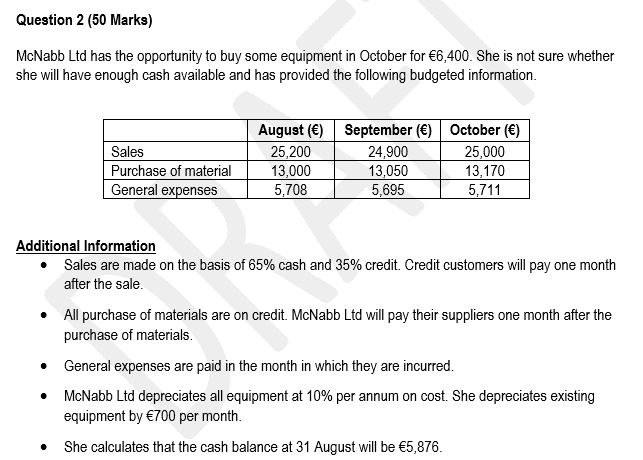 Question 2 (50 Marks)
McNabb Ltd has the opportunity to buy some equipment in October for €6,400. She is not sure whether
she will have enough cash available and has provided the following budgeted information.
August (€) September (€) October (€)
Sales 25,200 24,900 25,000
Purchase of material 13,000 13,050 13,170
General expenses 5,708 5,695 5,711
Additional Information
• Sales are made on the basis of 65% cash and 35% credit. Credit customers will pay one month
after the sale.
• All purchase of materials are on credit. McNabb Ltd will pay their suppliers one month after the
purchase of materials.
• General expenses are paid in the month in which they are incurred.
• McNabb Ltd depreciates all equipment at 10% per annum on cost. She depreciates existing
equipment by €700 per month.
• She calculates that the cash balance at 31 August will be €5,876.
DRAFT